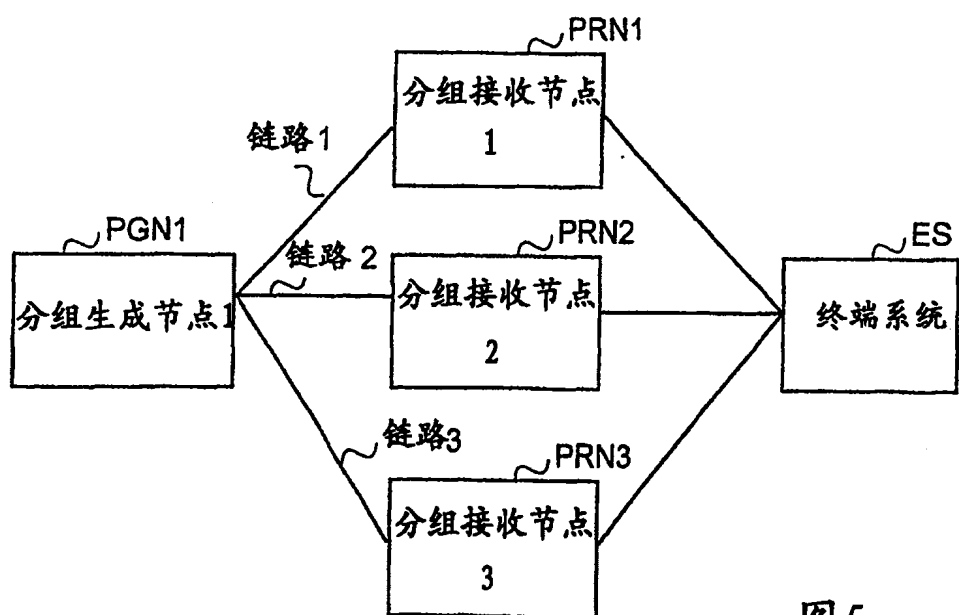 PRN1
分组接收节点
1
链路1
PGN1
分组生成节点1
链路2
PRN2
分组接收节点
2
ES
终端系统
链路3
PRN3
分组接收节点
3
图5